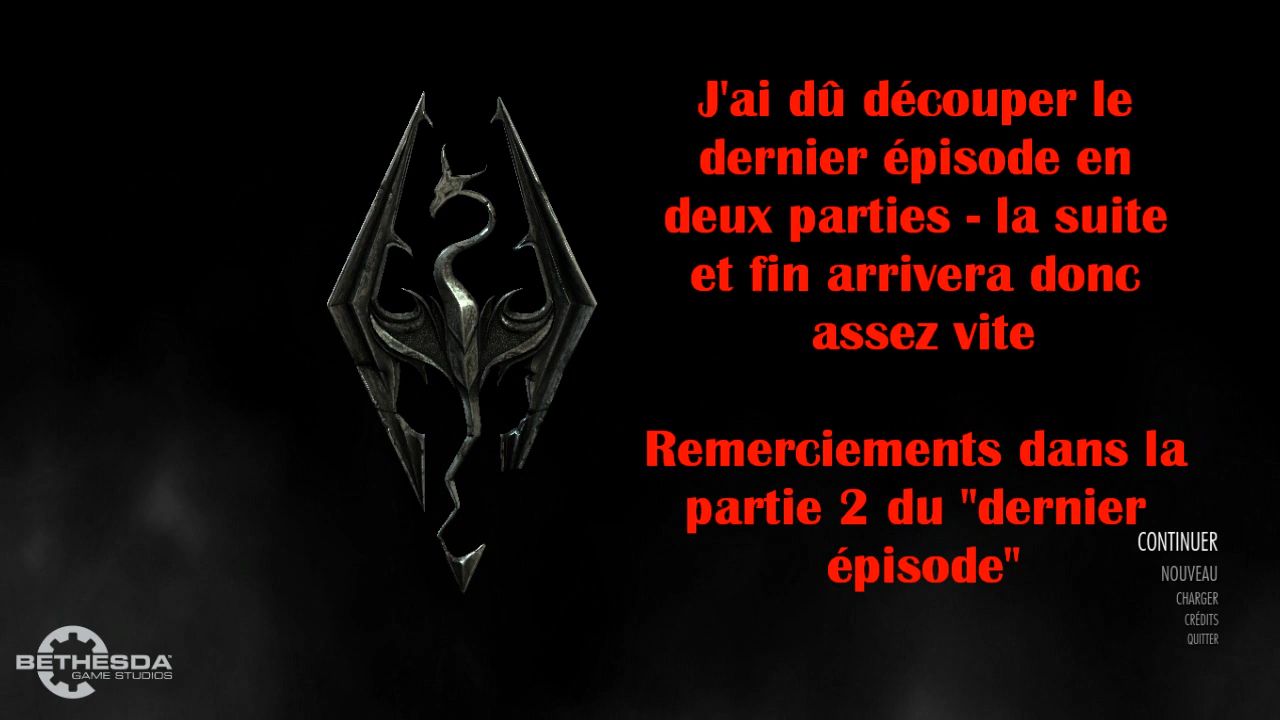 J'ai dû découper le
dernier épisode en
deux parties - la suite
et fin arrivera donc
assez vite
Remerciements dans la
partie 2 du "dernier
épisode"
CONTINUER
NOUVEAU
CHARGER
CRÉDITS
QUITTER
BETHESDA™
GAME STUDIOS